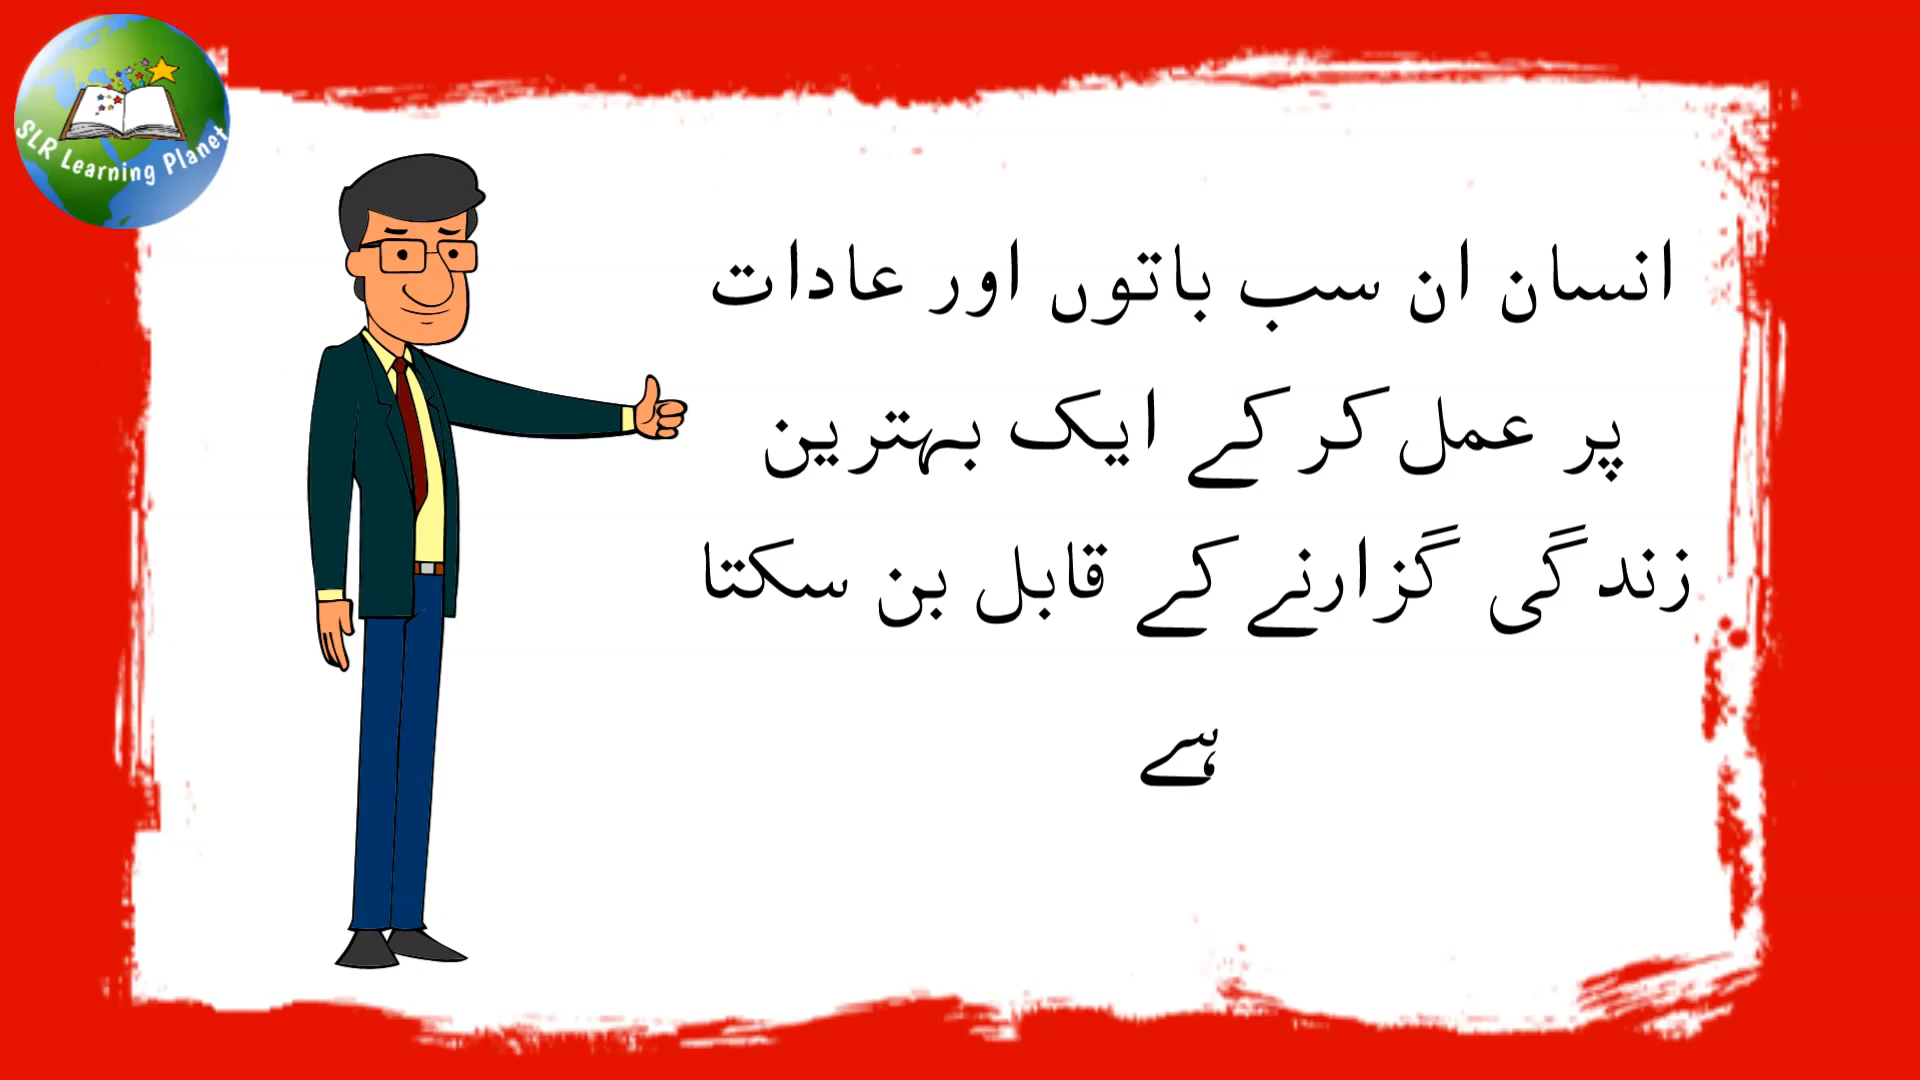 SLR Learning Planet
انسان ان سب باتوں اور عادات
پر عمل کر کے ایک بہترین
زندگی گزارنے کے قابل بن سکتا
ہے